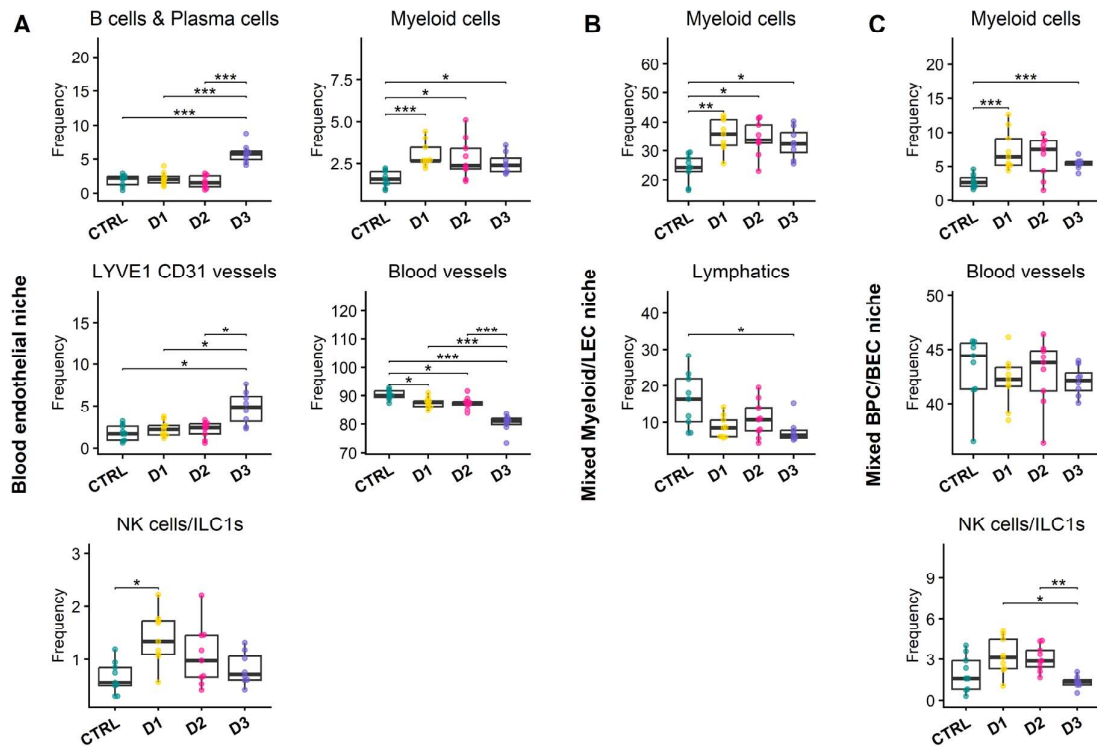 A
B cells & Plasma cells
Frequency
20
15
10
5
0
***
***
***
CTRL
D1
D2
D3
Myeloid cells
Frequency
7.5
5.0
2.5
*
*
***
CTRL
D1
D2
D3
B
Myeloid cells
Frequency
60
50
40
30
20
*
*
**
CTRL
D1
D2
D3
C
Myeloid cells
Frequency
20
15
10
5
0
***
***
CTRL
D1
D2
D3
Blood endothelial niche
LYVE1 CD31 vessels
Frequency
15
10
5
0
*
*
*
CTRL
D1
D2
D3
Blood vessels
Frequency
120
110
100
90
80
70
***
***
***
*
*
CTRL
D1
D2
D3
Mixed Myeloid/LEC niche
Lymphatics
Frequency
40
30
20
10
*
CTRL
D1
D2
D3
Mixed BPC/BEC niche
Blood vessels
Frequency
50
45
40
CTRL
D1
D2
D3
NK cells/ILC1s
Frequency
3
2
1
*
CTRL
D1
D2
D3
NK cells/ILC1s
Frequency
9
6
3
0
**
*
CTRL
D1
D2
D3